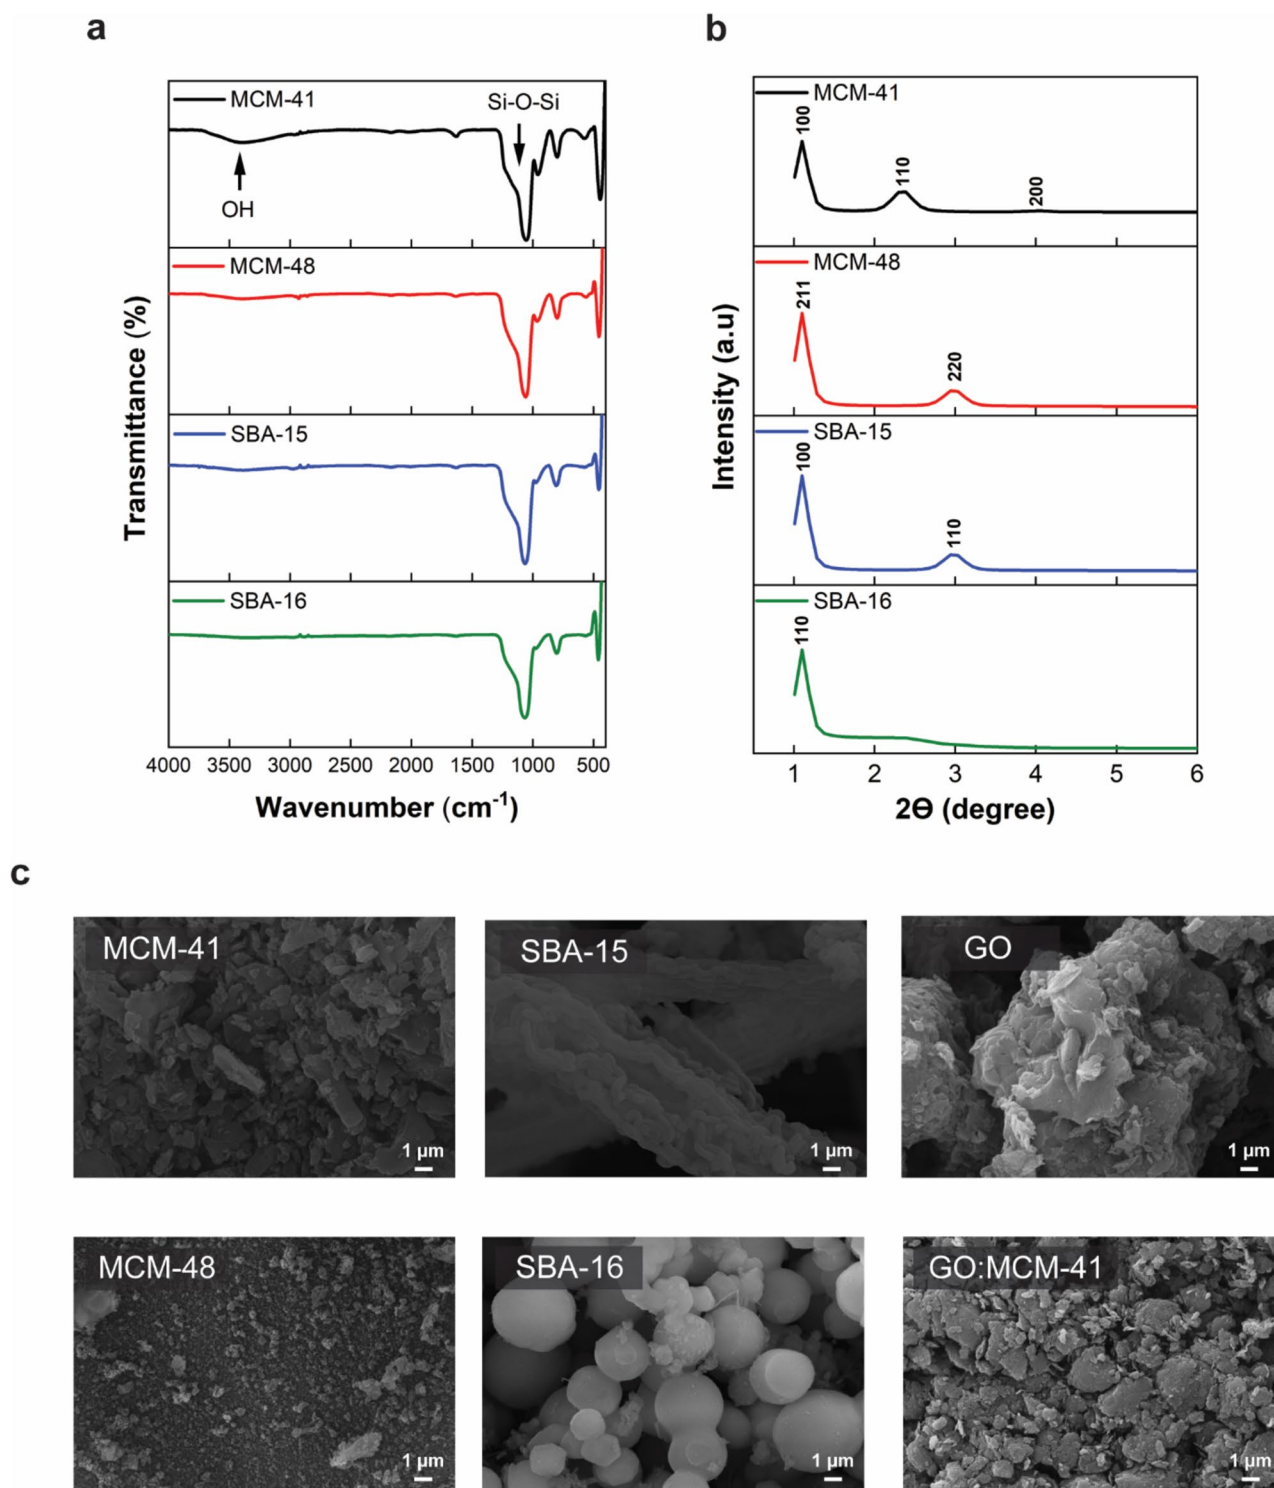 a
MCM-41
Si-O-Si
OH
MCM-48
SBA-15
SBA-16
Transmittance (%)
4000 3500 3000 2500 2000 1500 1000 500
Wavenumber (cm⁻¹)
b
MCM-41
100
110
200
MCM-48
211
220
SBA-15
100
110
SBA-16
110
Intensity (a.u)
1 2 3 4 5 6
2Ɵ (degree)
c
MCM-41
1 µm
SBA-15
1 µm
GO
1 µm
MCM-48
1 µm
SBA-16
1 µm
GO:MCM-41
1 µm